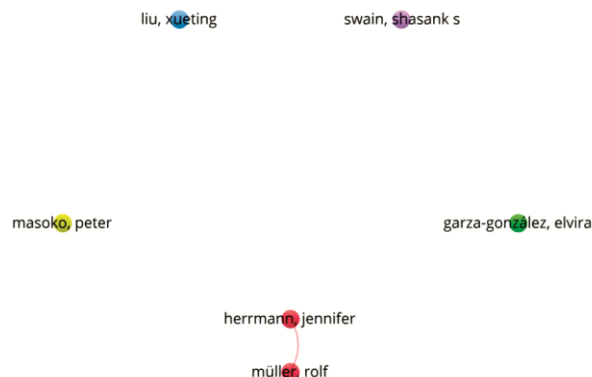 liu, xueting
swain, shasank s
masoko, peter
garza-gonzález, elvira
herrmann, jennifer
müller, rolf